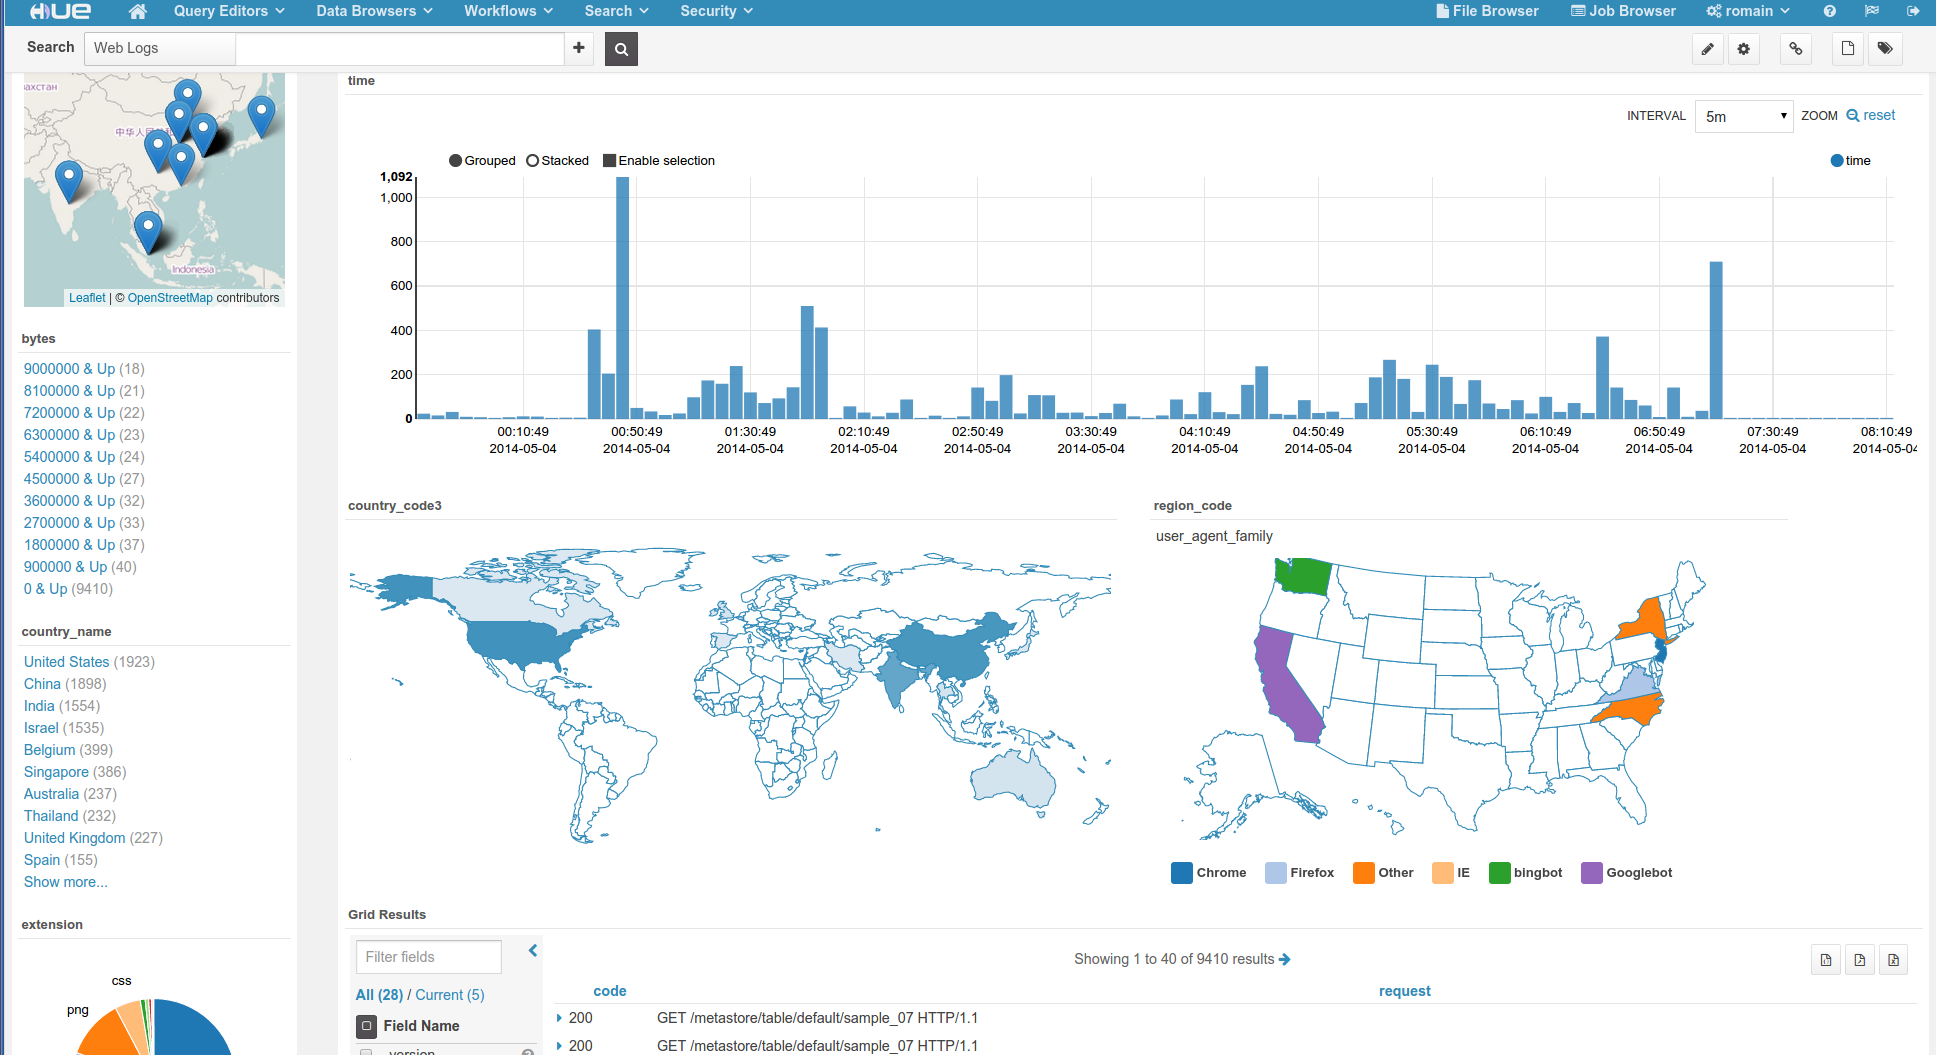 HUE
Query Editors
Data Browsers
Workflows
Search
Security
File Browser
Job Browser
romain
Search
Web Logs
Indonesia
Leaflet | © OpenStreetMap contributors
bytes
9000000 & Up (18)
8100000 & Up (21)
7200000 & Up (22)
6300000 & Up (23)
5400000 & Up (24)
4500000 & Up (27)
3600000 & Up (32)
2700000 & Up (33)
1800000 & Up (37)
900000 & Up (40)
0 & Up (9410)
country_name
United States (1923)
China (1898)
India (1554)
Israel (1535)
Belgium (399)
Singapore (386)
Australia (237)
Thailand (232)
United Kingdom (227)
Spain (155)
Show more...
extension
css
png
time
INTERVAL 5m ZOOM reset
Grouped Stacked Enable selection
time
1,092
1,000
800
600
400
200
0
00:10:49 00:50:49 01:30:49 02:10:49 02:50:49 03:30:49 04:10:49 04:50:49 05:30:49 06:10:49 06:50:49 07:30:49 08:10:49
2014-05-04 2014-05-04 2014-05-04 2014-05-04 2014-05-04 2014-05-04 2014-05-04 2014-05-04 2014-05-04 2014-05-04 2014-05-04 2014-05-04 2014-05-04
country_code3
region_code
user_agent_family
Chrome Firefox Other IE bingbot Googlebot
Grid Results
Filter fields
All (28) / Current (5)
Field Name
version
Showing 1 to 40 of 9410 results
code request
200 GET /metastore/table/default/sample_07 HTTP/1.1
200 GET /metastore/table/default/sample_07 HTTP/1.1